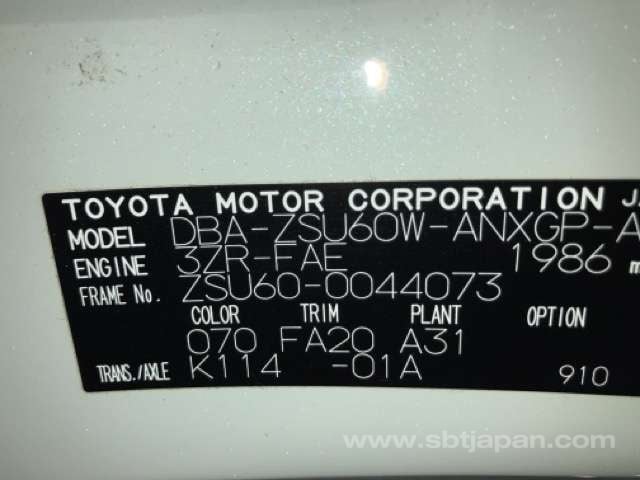 TOYOTA MOTOR CORPORATION
MODEL DBA-ZSU60W-ANXGP-A
ENGINE 3ZR-FAE 1986
FRAME No. ZSU60-0044073
COLOR TRIM PLANT OPTION
070 FA20 A31
TRANS./AXLE K114 -01A 910
www.sbtjapan.com